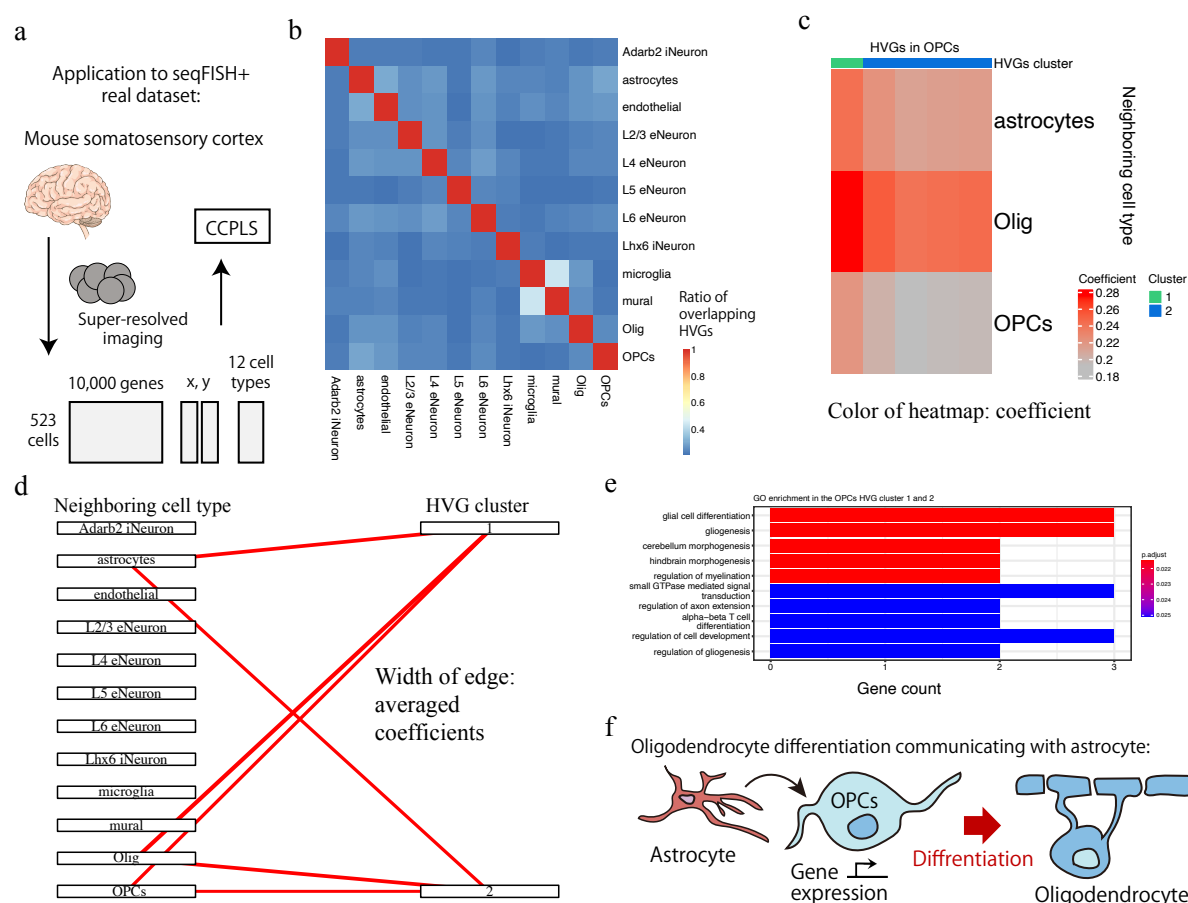 a
Application to seqFISH+
real dataset:
Mouse somatosensory cortex
CCPLS
Super-resolved
imaging
10,000 genes
x, y
12 cell
types
523
cells
b
Adarb2 iNeuron
astrocytes
endothelial
L2/3 eNeuron
L4 eNeuron
L5 eNeuron
L6 eNeuron
Lhx6 iNeuron
microglia
mural
Olig
OPCs
Adarb2 iNeuron
astrocytes
endothelial
L2/3 eNeuron
L4 eNeuron
L5 eNeuron
L6 eNeuron
Lhx6 iNeuron
microglia
mural
Olig
OPCs
Ratio of
overlapping
HVGs
1
0.8
0.6
0.4
c
HVGs in OPCs
HVGs cluster
astrocytes
Olig
OPCs
Neighboring cell type
Coefficient
0.28
0.26
0.24
0.22
0.2
0.18
Cluster
1
2
Color of heatmap: coefficient
d
Neighboring cell type
HVG cluster
Adarb2 iNeuron
astrocytes
endothelial
L2/3 eNeuron
L4 eNeuron
L5 eNeuron
L6 eNeuron
Lhx6 iNeuron
microglia
mural
Olig
OPCs
1
2
Width of edge:
averaged
coefficients
e
GO enrichment in the OPCs HVG cluster 1 and 2
glial cell differentiation
gliogenesis
cerebellum morphogenesis
hindbrain morphogenesis
regulation of myelination
small GTPase mediated signal
transduction
regulation of axon extension
alpha−beta T cell
differentiation
regulation of cell development
regulation of gliogenesis
0
1
2
3
Gene count
p.adjust
0.022
0.023
0.024
0.025
f
Oligodendrocyte differentiation communicating with astrocyte:
Astrocyte
OPCs
Gene
expression
Diffrentiation
Oligodendrocyte